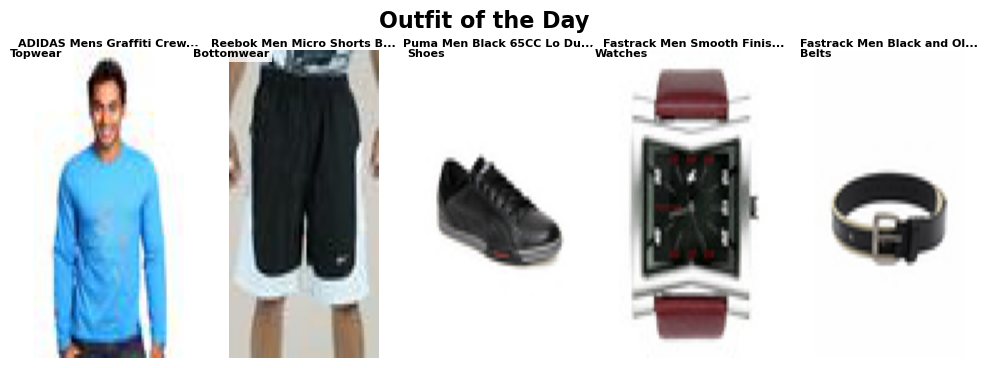 Outfit of the Day
ADIDAS Mens Graffiti Crew...
Topwear
Reebok Men Micro Shorts B...
Bottomwear
Puma Men Black 65CC Lo Du...
Shoes
Fastrack Men Smooth Finis...
Watches
Fastrack Men Black and Ol...
Belts